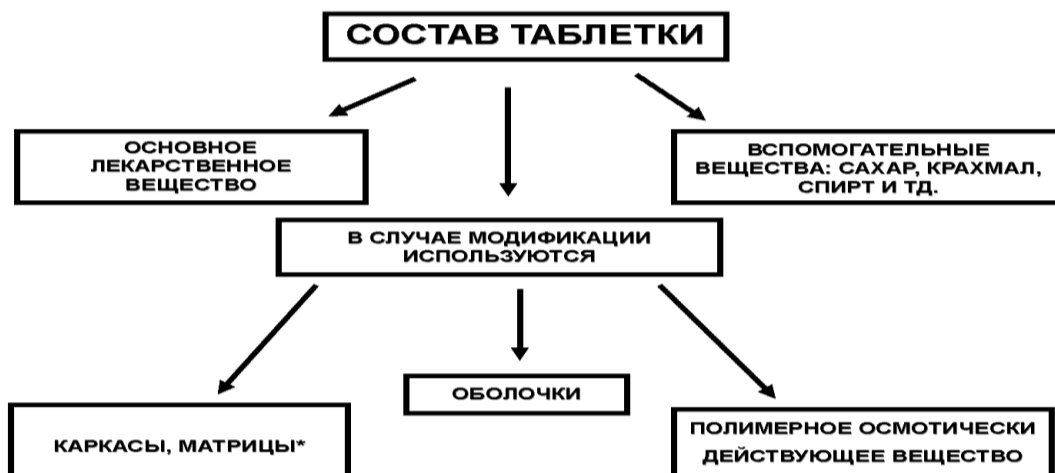 СОСТАВ ТАБЛЕТКИ
ОСНОВНОЕ
ЛЕКАРСТВЕННОЕ
ВЕЩЕСТВО
ВСПОМОГАТЕЛЬНЫЕ
ВЕЩЕСТВА: САХАР, КРАХМАЛ,
СПИРТ И ТД.
В СЛУЧАЕ МОДИФИКАЦИИ
ИСПОЛЬЗУЮТСЯ
КАРКАСЫ, МАТРИЦЫ*
ОБОЛОЧКИ
ПОЛИМЕРНОЕ ОСМОТИЧЕСКИ
ДЕЙСТВУЮЩЕЕ ВЕЩЕСТВО